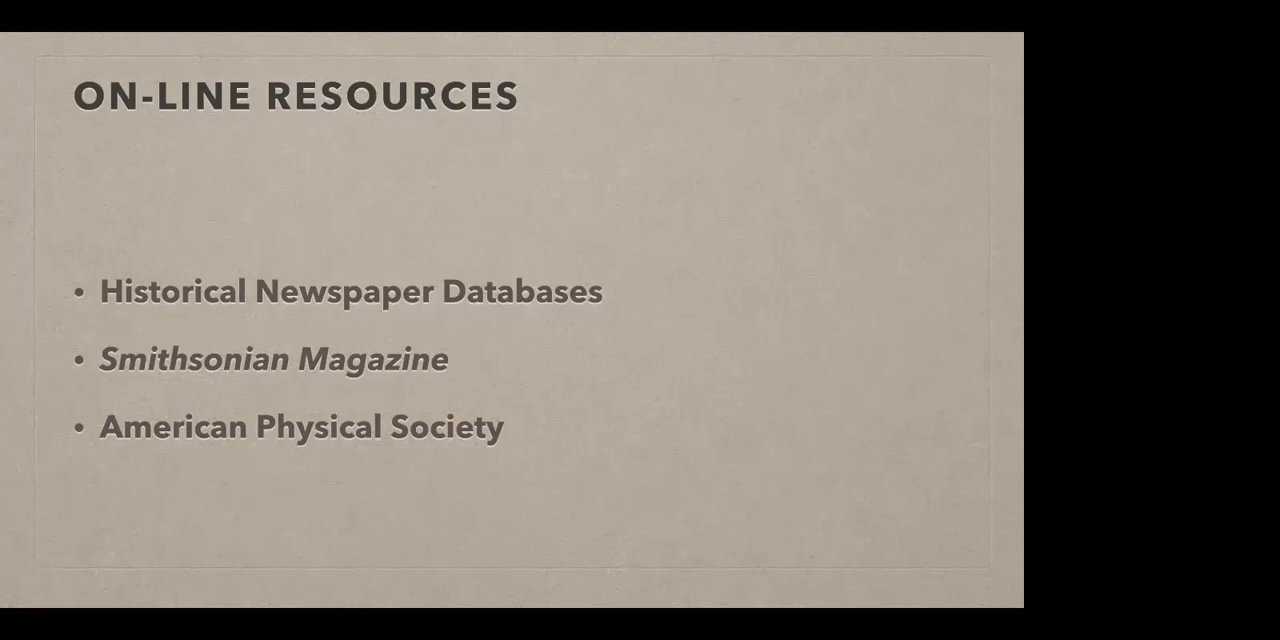 ON-LINE RESOURCES
• Historical Newspaper Databases
• Smithsonian Magazine
• American Physical Society